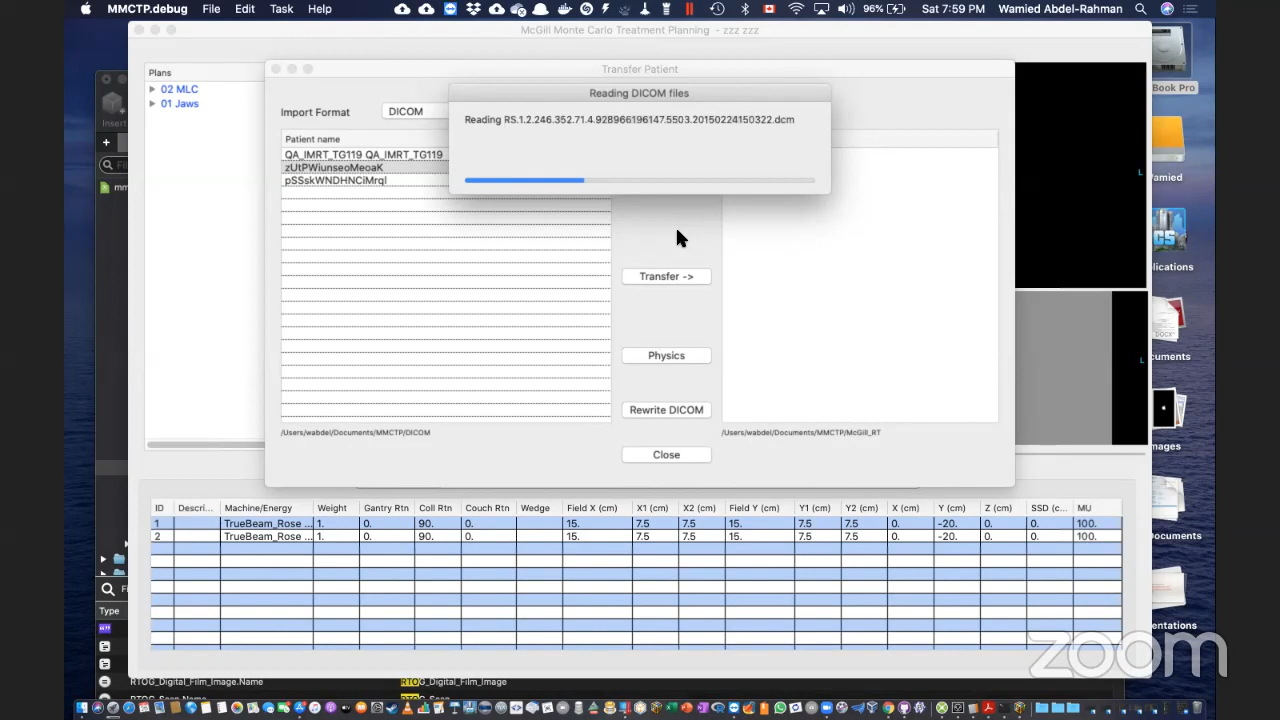 MMCTP.debug File Edit Task Help 96% Sat 7:59 PM Wamied Abdel-Rahman
McGill Monte Carlo Treatment Planning - zzz zzz
Plans
02 MLC
01 Jaws
Transfer Patient
Import Format DICOM
Patient name
QA_IMRT_TG119 QA_IMRT_TG119
zUtPWiunseoMeoaK
pSSskWNDHNCiMrqI
Reading DICOM files
Reading RS.1.2.246.352.71.4.928966196147.5503.20150224150322.dcm
Transfer ->
Physics
Rewrite DICOM
/Users/wabdel/Documents/MMCTP/DICOM
/Users/wabdel/Documents/MMCTP/McGill_RT
Close
L
L
Insert
Book Pro
Wamied
lications
DOCX
cuments
mages
Documents
entations
ID Descri... Machine/Energy Weight Gantry Rtn Coll Rtn Couch Rtn Wedge Field X (cm) X1 (cm) X2 (cm) Field Y (cm) Y1 (cm) Y2 (cm) X (cm) Y (cm) Z (cm) SSD (c... MU
1 TrueBeam_Rose ... 1. 0. 90. 0. 15. 7.5 7.5 15. 7.5 7.5 0. -20. 0. 0. 100.
2 TrueBeam_Rose ... 1. 0. 90. 0. 15. 7.5 7.5 15. 7.5 7.5 0. -20. 0. 0. 100.
Type
RTOG_Digital_Film_Image.Name RTOG_Digital_Film_Image
zoom